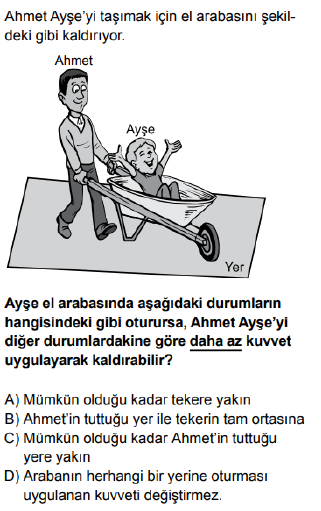 Ahmet Ayşe'yi taşımak için el arabasını şekil-
deki gibi kaldırıyor.
Ahmet
Ayşe
Yer
Ayşe el arabasında aşağıdaki durumların
hangisindeki gibi oturursa, Ahmet Ayşe'yi
diğer durumlardakine göre daha az kuvvet
uygulayarak kaldırabilir?
A) Mümkün olduğu kadar tekere yakın
B) Ahmet'in tuttuğu yer ile tekerin tam ortasına
C) Mümkün olduğu kadar Ahmet'in tuttuğu
yere yakın
D) Arabanın herhangi bir yerine oturması
uygulanan kuvveti değiştirmez.